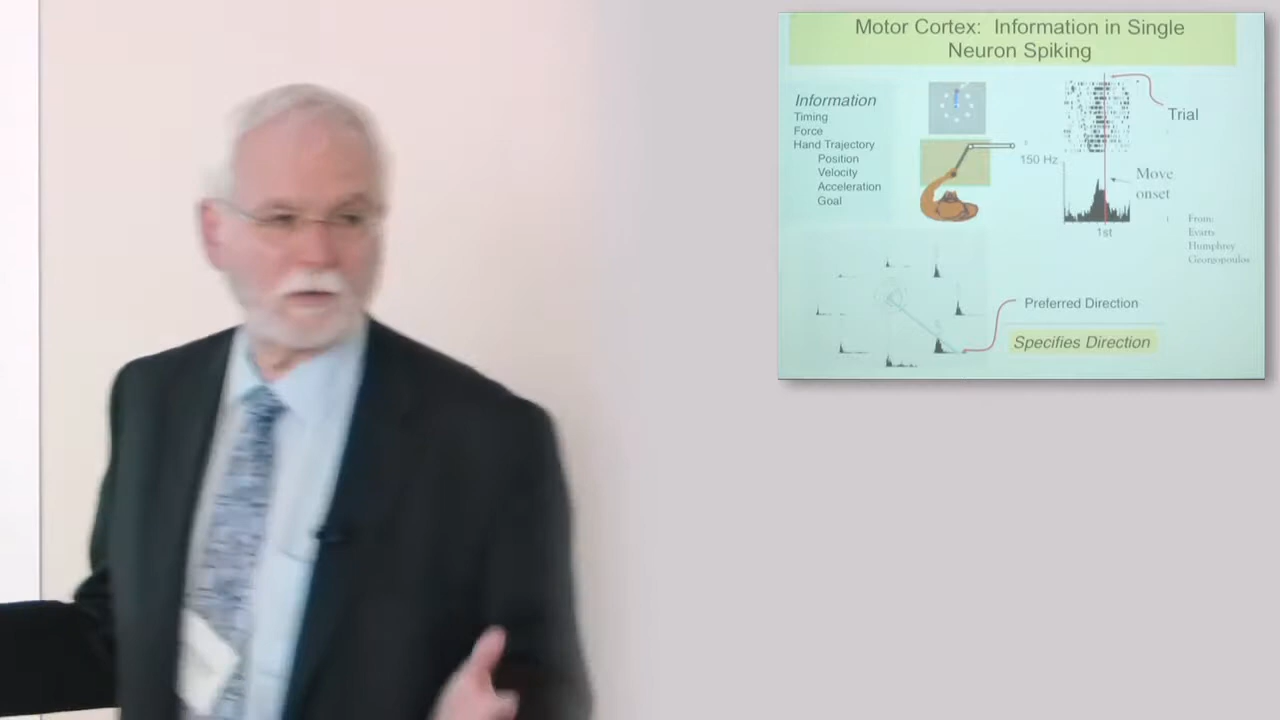 Motor Cortex: Information in Single
Neuron Spiking
Information
Timing
Force
Hand Trajectory
Position
Velocity
Acceleration
Goal
Trial
150 Hz
Move
onset
1st
From:
Evarts
Humphrey
Georgopoulos
Preferred Direction
Specifies Direction